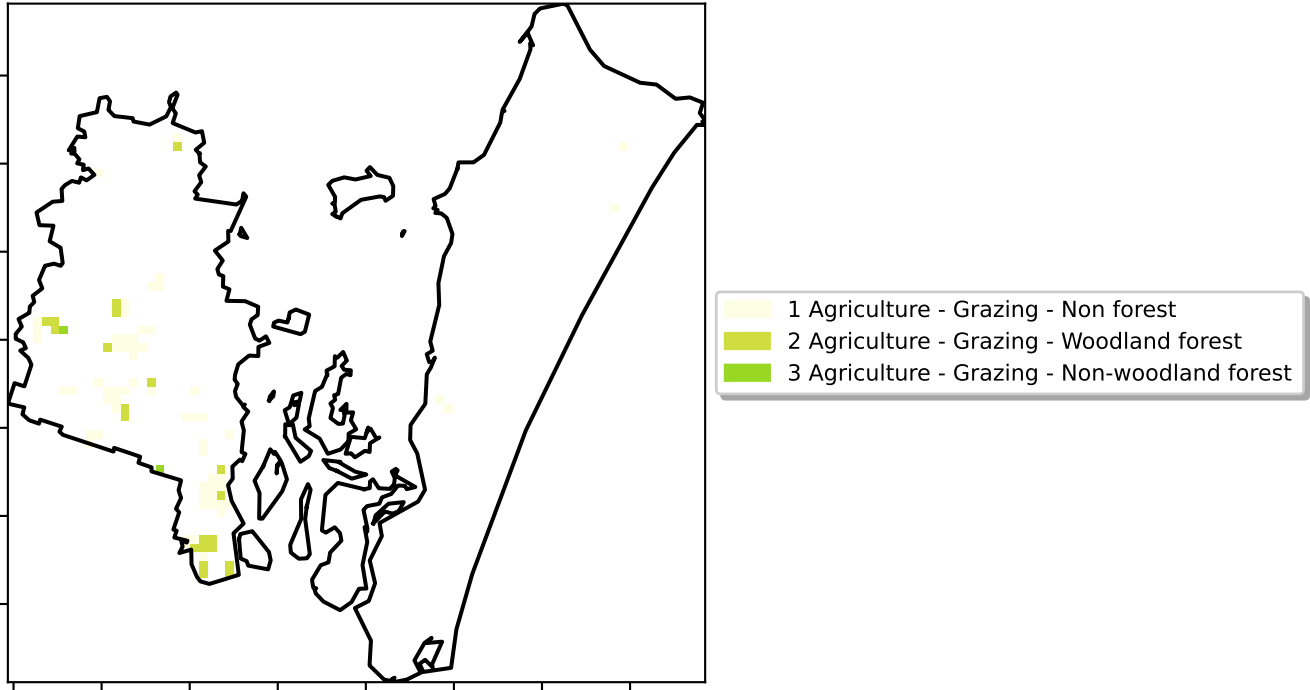 1 Agriculture - Grazing - Non forest
2 Agriculture - Grazing - Woodland forest
3 Agriculture - Grazing - Non-woodland forest